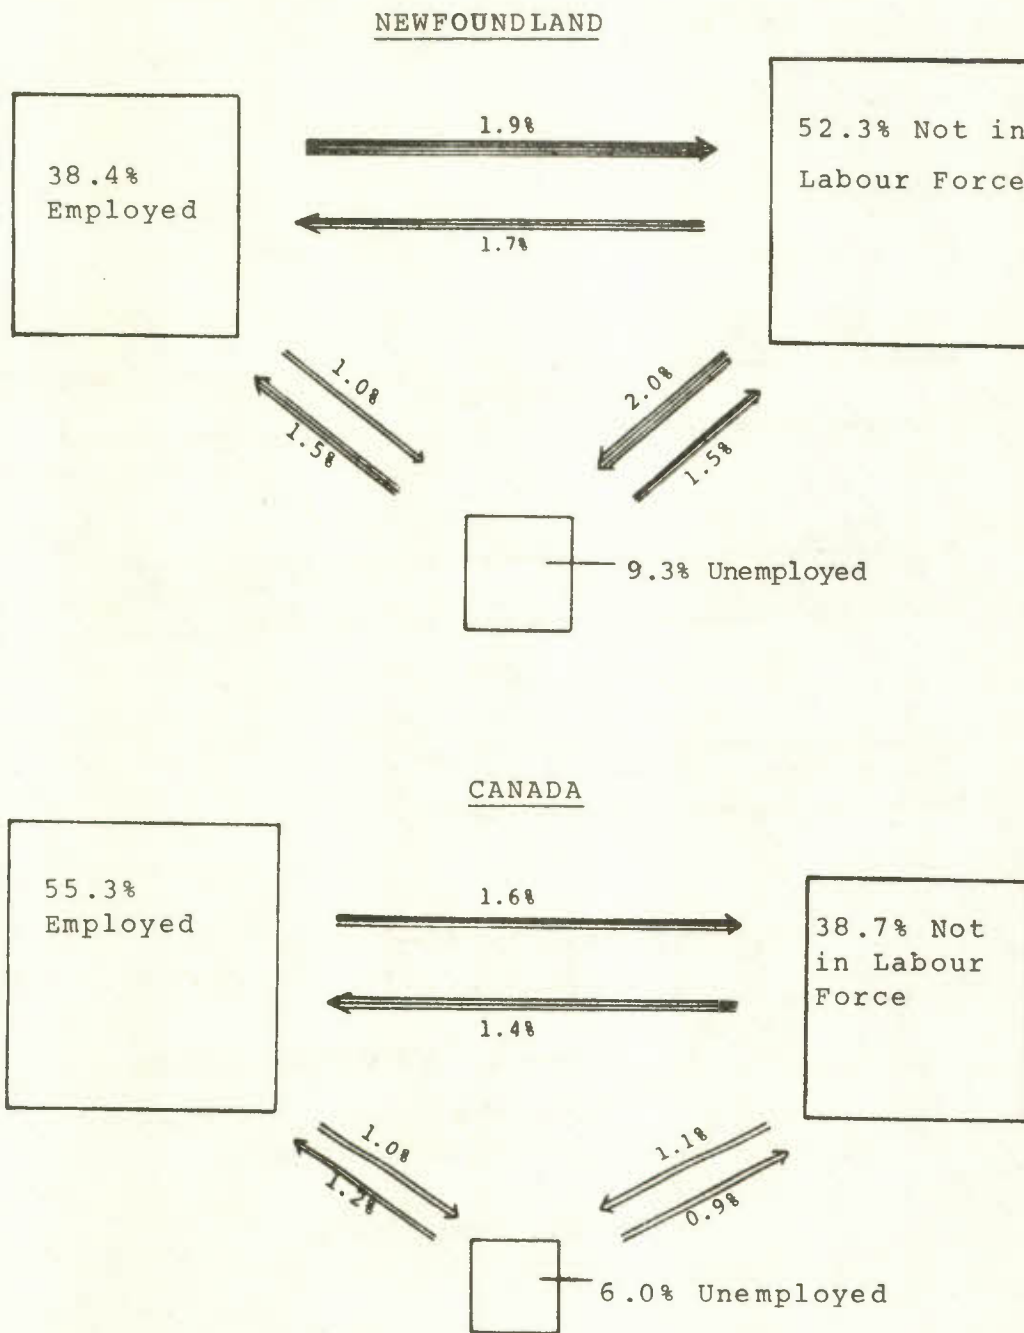 NEWFOUNDLAND
1.9%
52.3% Not in
Labour Force
38.4%
Employed
1.7%
1.0%
1.5%
2.0%
1.5%
9.3% Unemployed
CANADA
55.3%
Employed
1.6%
38.7% Not
in Labour
Force
1.4%
1.0%
1.2%
1.1%
0.9%
6.0% Unemployed